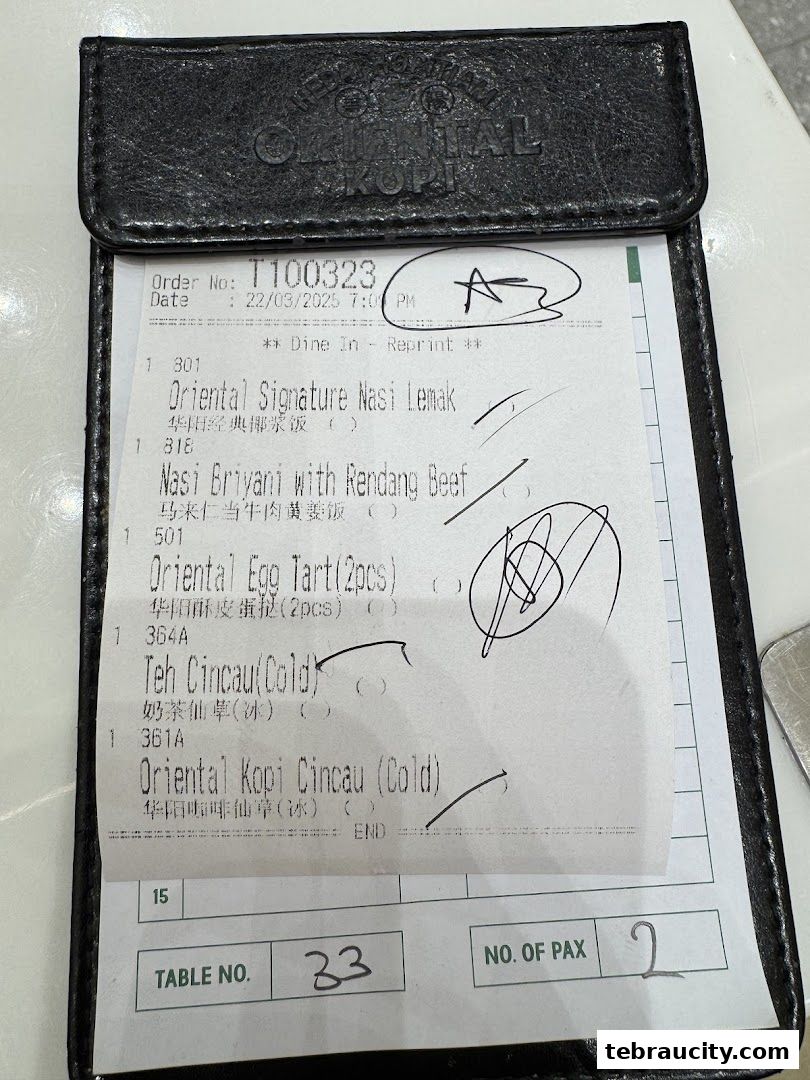 ORIENTAL
KOPI
Order No: T100323
Date : 22/03/2025 7:0 PM
** Dine In - Reprint **
1 801
Oriental Signature Nasi Lemak ( )
华阳经典椰浆饭 ( )
1 818
Nasi Briyani with Rendang Beef ( )
马来仁当牛肉黄姜饭 ( )
1 501
Oriental Egg Tart(2pcs) ( )
华阳酥皮蛋挞(2pcs) ( )
1 364A
Teh Cincau(Cold) ( )
奶茶仙草(冰) ( )
1 361A
Oriental Kopi Cincau (Cold) ( )
华阳咖啡仙草(冰) ( )
END
15
TABLE NO. 33
NO. OF PAX 2
tebraucity.com